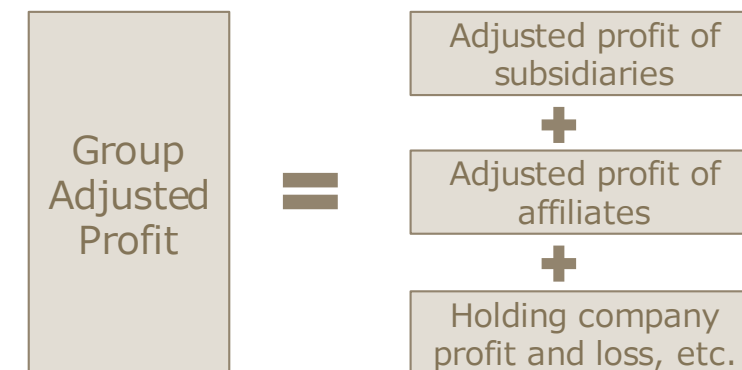 Group
Adjusted
Profit
=
Adjusted profit of
subsidiaries
+
Adjusted profit of
affiliates
+
Holding company
profit and loss, etc.